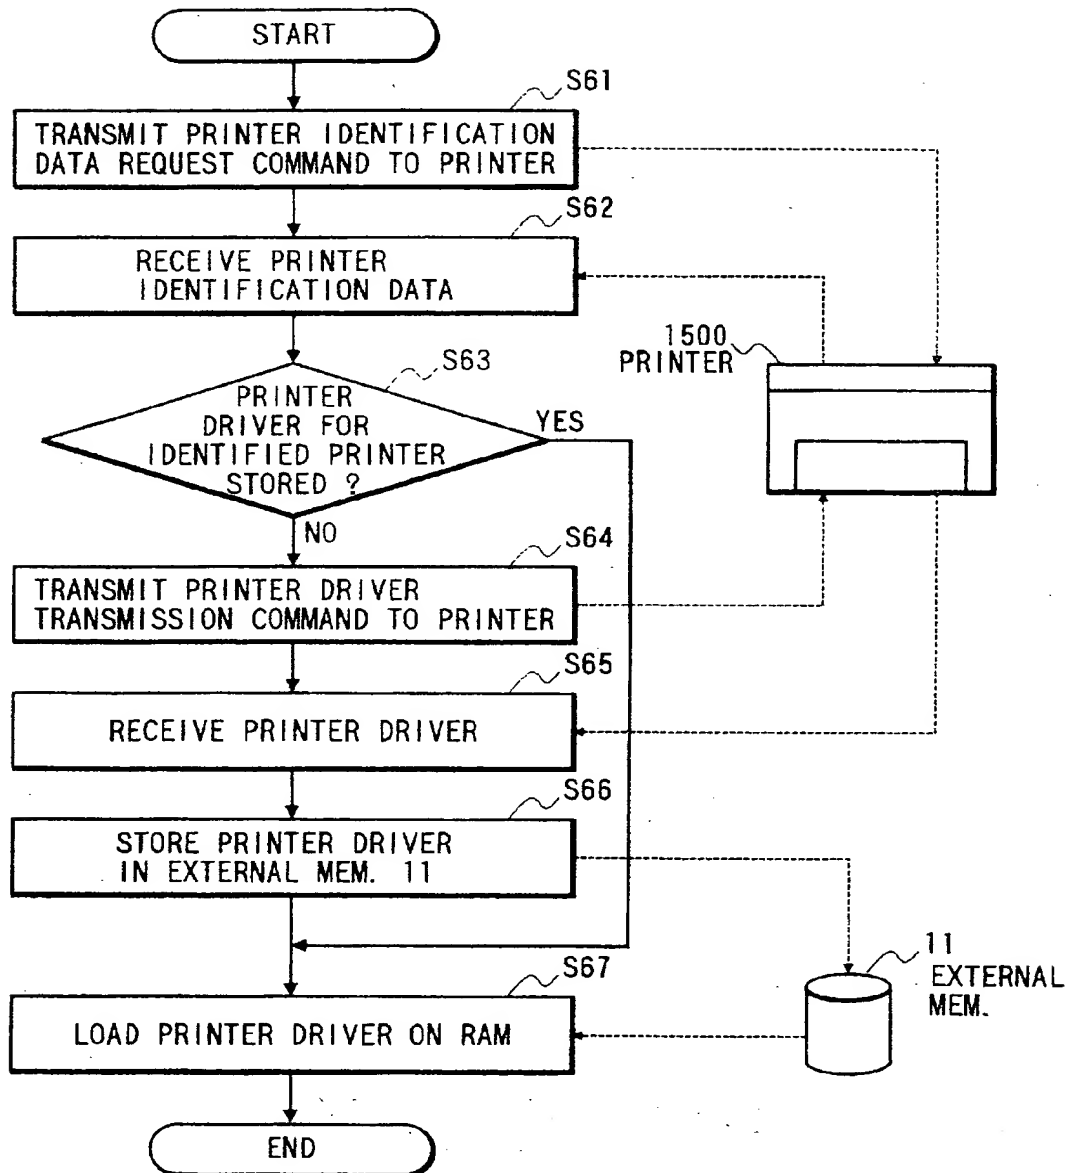 START
S61
TRANSMIT PRINTER IDENTIFICATION
DATA REQUEST COMMAND TO PRINTER
S62
RECEIVE PRINTER
IDENTIFICATION DATA
1500
PRINTER
S63
PRINTER
DRIVER FOR
IDENTIFIED PRINTER
STORED ?
YES
NO
S64
TRANSMIT PRINTER DRIVER
TRANSMISSION COMMAND TO PRINTER
S65
RECEIVE PRINTER DRIVER
S66
STORE PRINTER DRIVER
IN EXTERNAL MEM. 11
11
EXTERNAL
MEM.
S67
LOAD PRINTER DRIVER ON RAM
END